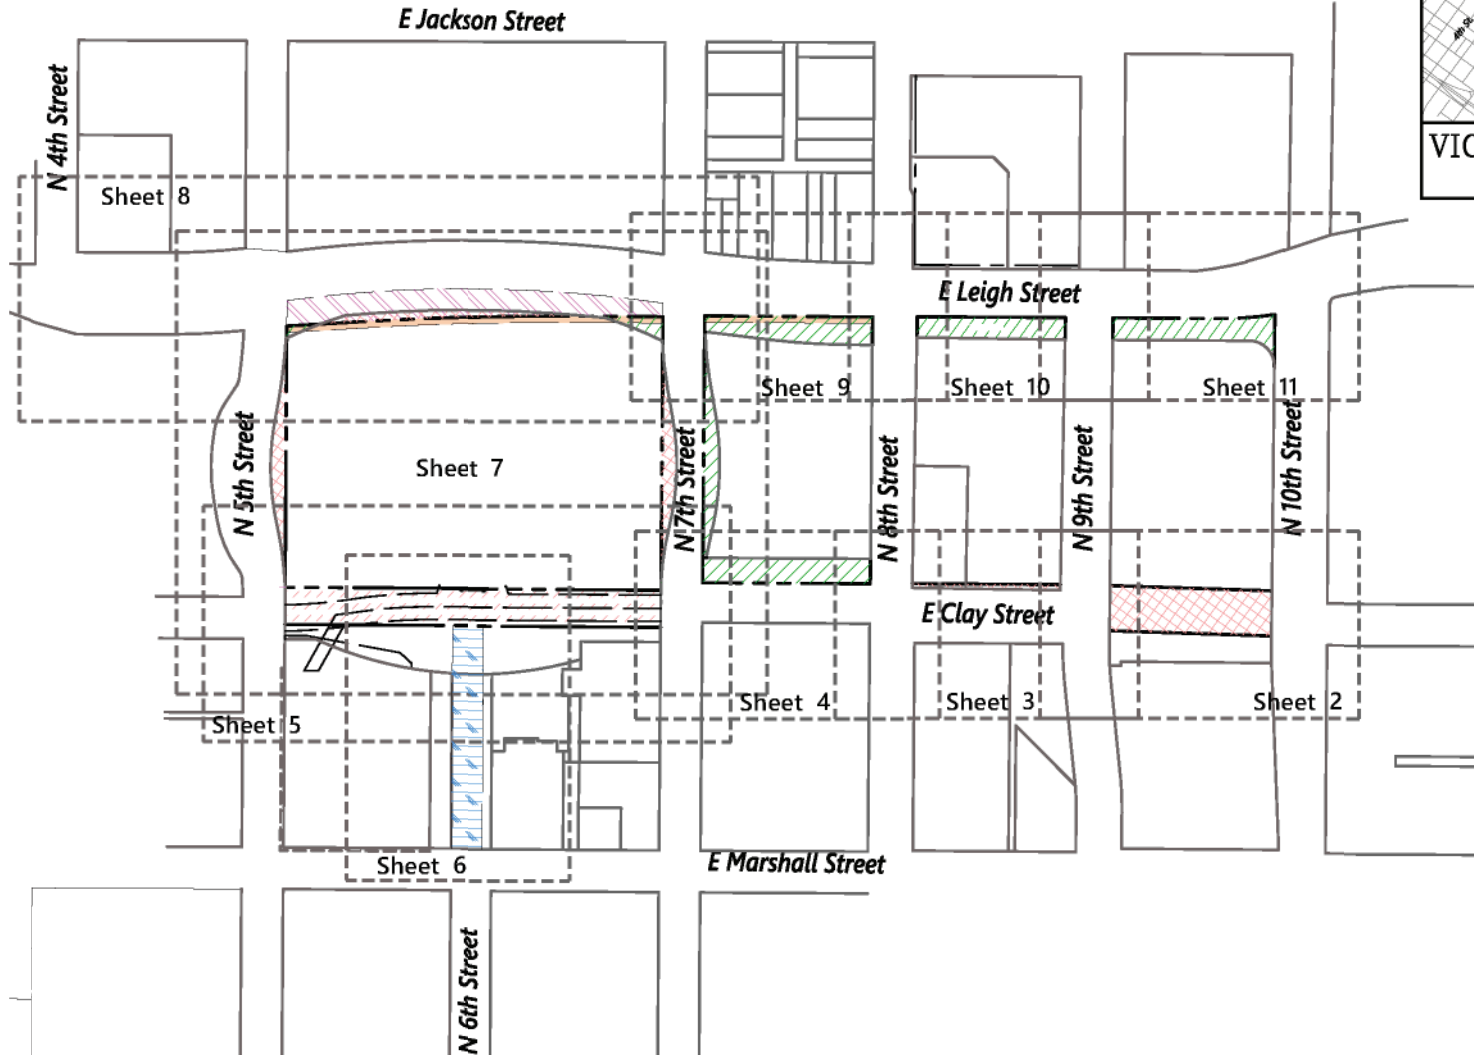 E Jackson Street
4th St
N 4th Street
VIC
Sheet 8
E Leigh Street
Sheet 9
Sheet 10
Sheet 11
N 5th Street
Sheet 7
N 7th Street
N 8th Street
N 9th Street
N 10th Street
E Clay Street
Sheet 5
Sheet 4
Sheet 3
Sheet 2
Sheet 6
E Marshall Street
N 6th Street